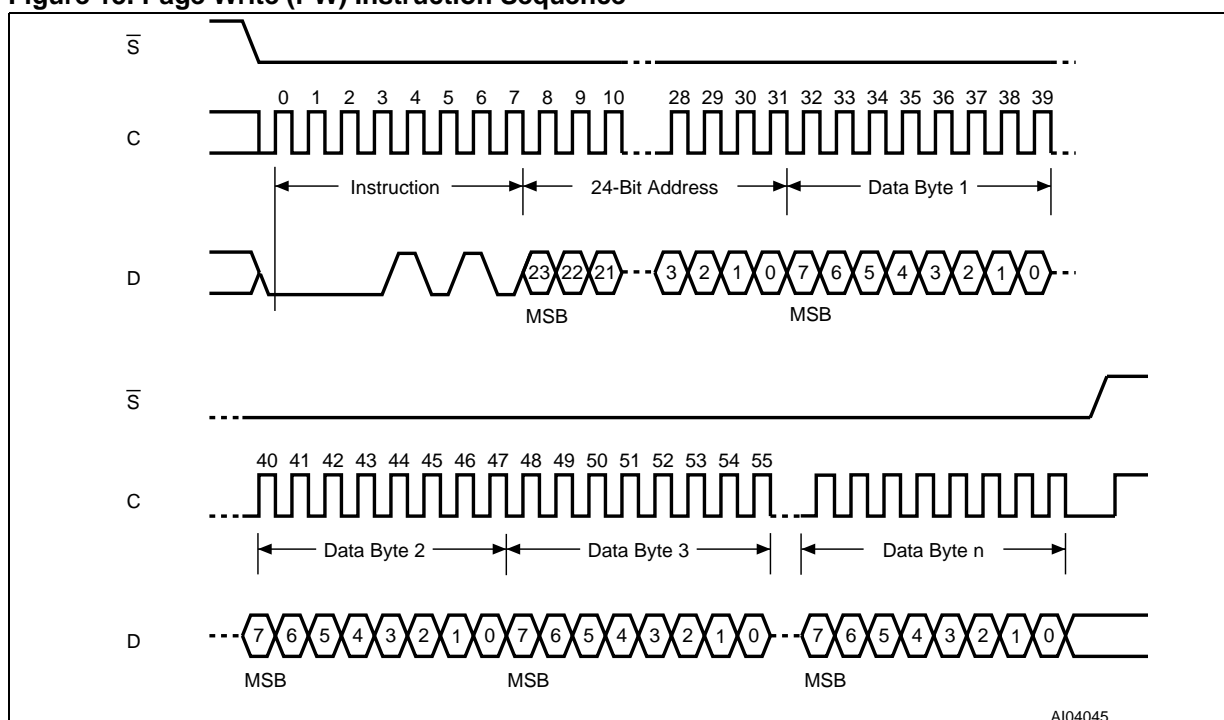 S
0 1 2 3 4 5 6 7 8 9 10 28 29 30 31 32 33 34 35 36 37 38 39
C
Instruction 24-Bit Address Data Byte 1
D 23 22 21 3 2 1 0 7 6 5 4 3 2 1 0
MSB MSB
S
40 41 42 43 44 45 46 47 48 49 50 51 52 53 54 55
C
Data Byte 2 Data Byte 3 Data Byte n
D 7 6 5 4 3 2 1 0 7 6 5 4 3 2 1 0 7 6 5 4 3 2 1 0
MSB MSB MSB
AI04045